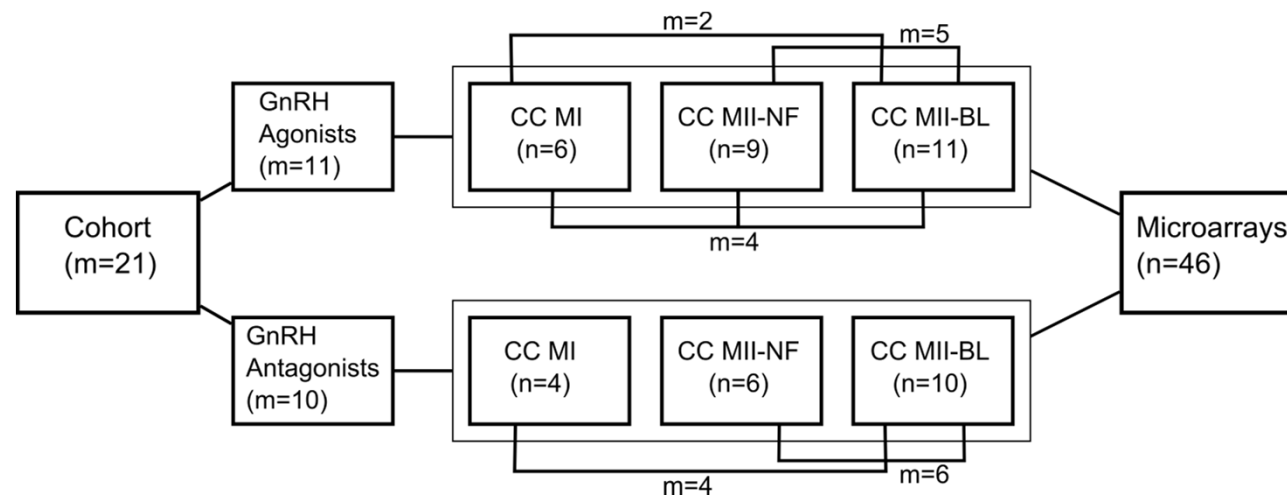 m=2
m=5
GnRH
Agonists
(m=11)
CC MI
(n=6)
CC MII-NF
(n=9)
CC MII-BL
(n=11)
m=4
Cohort
(m=21)
Microarrays
(n=46)
GnRH
Antagonists
(m=10)
CC MI
(n=4)
CC MII-NF
(n=6)
CC MII-BL
(n=10)
m=4
m=6